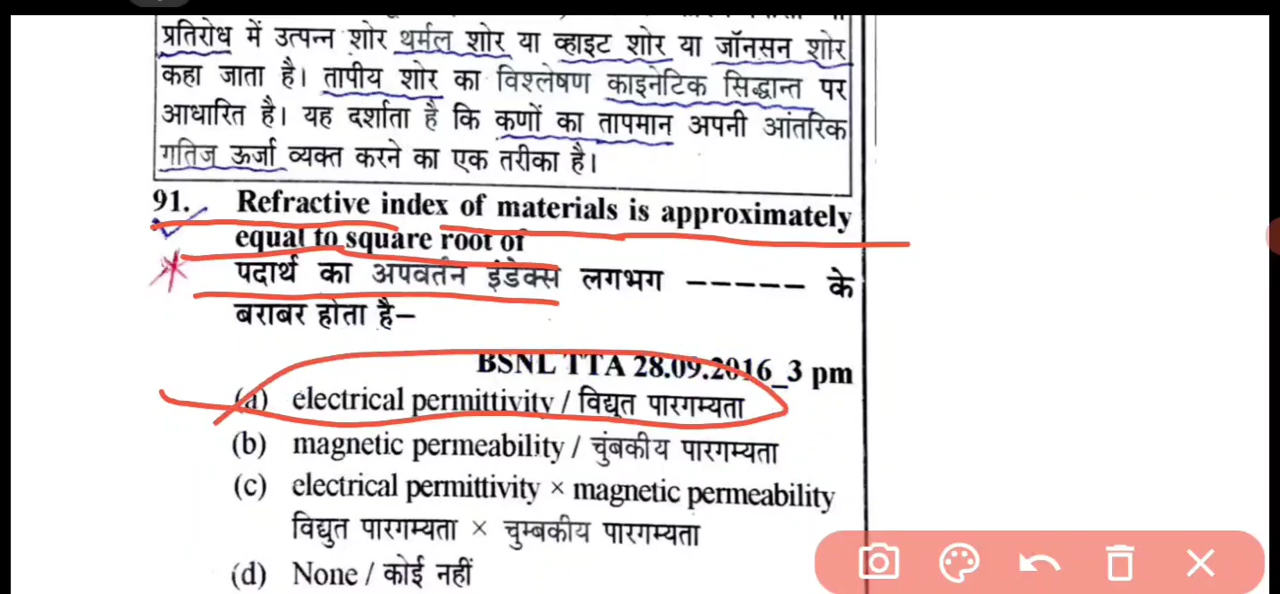 प्रतिरोध में उत्पन्न शोर थर्मल शोर या व्हाइट शोर या जॉनसन शोर
कहा जाता है। तापीय शोर का विश्लेषण काइनेटिक सिद्धान्त पर
आधारित है। यह दर्शाता है कि कणों का तापमान अपनी आंतरिक
गतिज ऊर्जा व्यक्त करने का एक तरीका है।
91. Refractive index of materials is approximately
equal to square root of
पदार्थ का अपवर्तन इंडेक्स लगभग ----- के
बराबर होता है–
BSNL TTA 28.09.2016_3 pm
(a) electrical permittivity / विद्युत पारगम्यता
(b) magnetic permeability / चुंबकीय पारगम्यता
(c) electrical permittivity × magnetic permeability
विद्युत पारगम्यता × चुम्बकीय पारगम्यता
(d) None / कोई नहीं